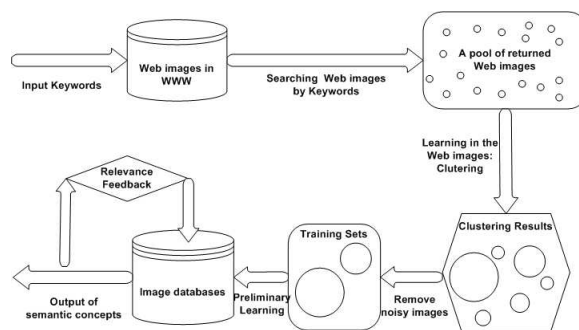 Input Keywords
Web images in
WWW
Searching Web images
by Keywords
A pool of returned
Web images
Learning in the
Web images:
Clutering
Clustering Results
Remove
noisy images
Training Sets
Preliminary
Learning
Image databases
Relevance
Feedback
Output of
semantic concepts